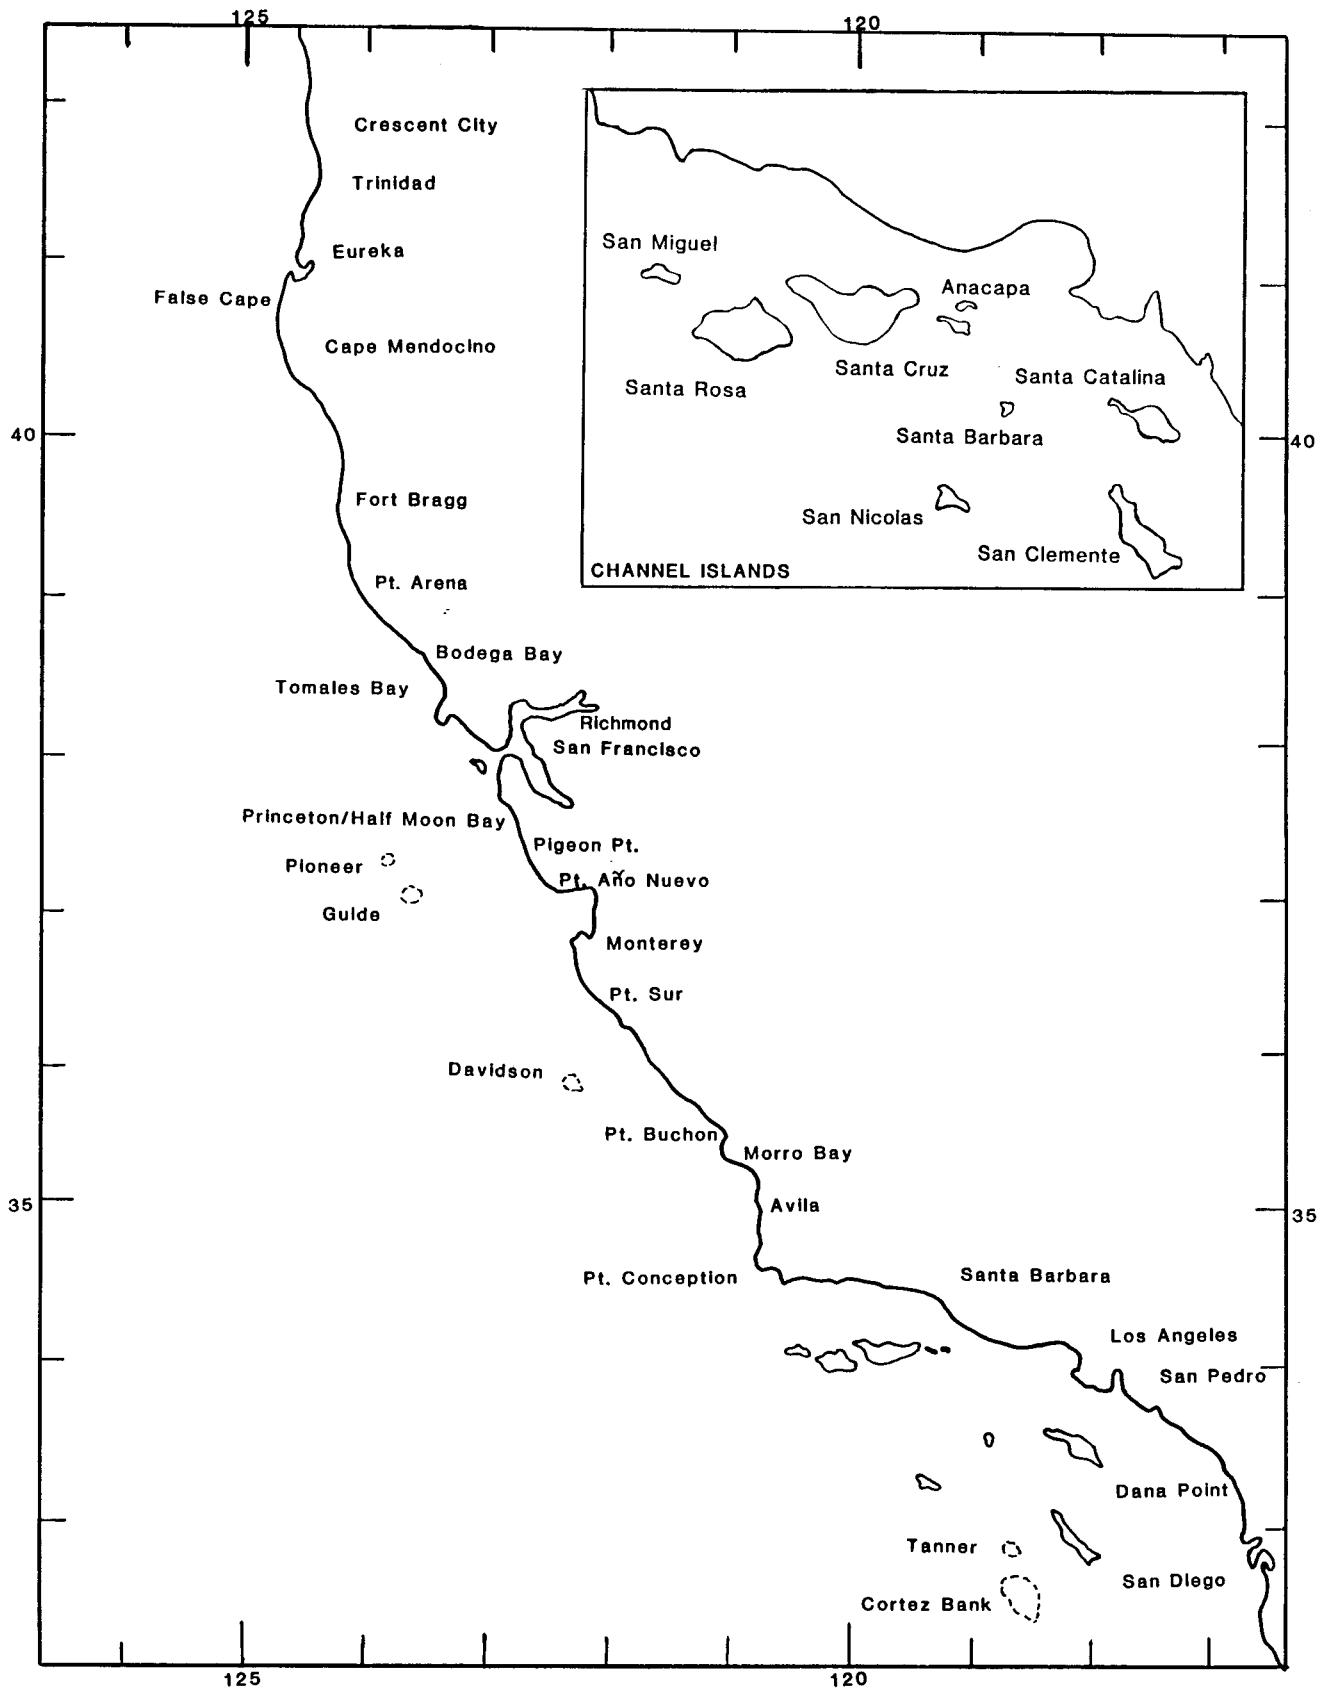 125
120
Crescent City
Trinidad
Eureka
False Cape
Cape Mendocino
40
Fort Bragg
Pt. Arena
Bodega Bay
Tomales Bay
Richmond
San Francisco
Princeton/Half Moon Bay
Pigeon Pt.
Pioneer
Pt. Año Nuevo
Guide
Monterey
Pt. Sur
Davidson
Pt. Buchon
Morro Bay
35
Avila
35
Pt. Conception
Santa Barbara
Los Angeles
San Pedro
Dana Point
Tanner
San Diego
Cortez Bank
125
120
San Miguel
Anacapa
Santa Cruz
Santa Catalina
Santa Rosa
Santa Barbara
40
San Nicolas
San Clemente
CHANNEL ISLANDS